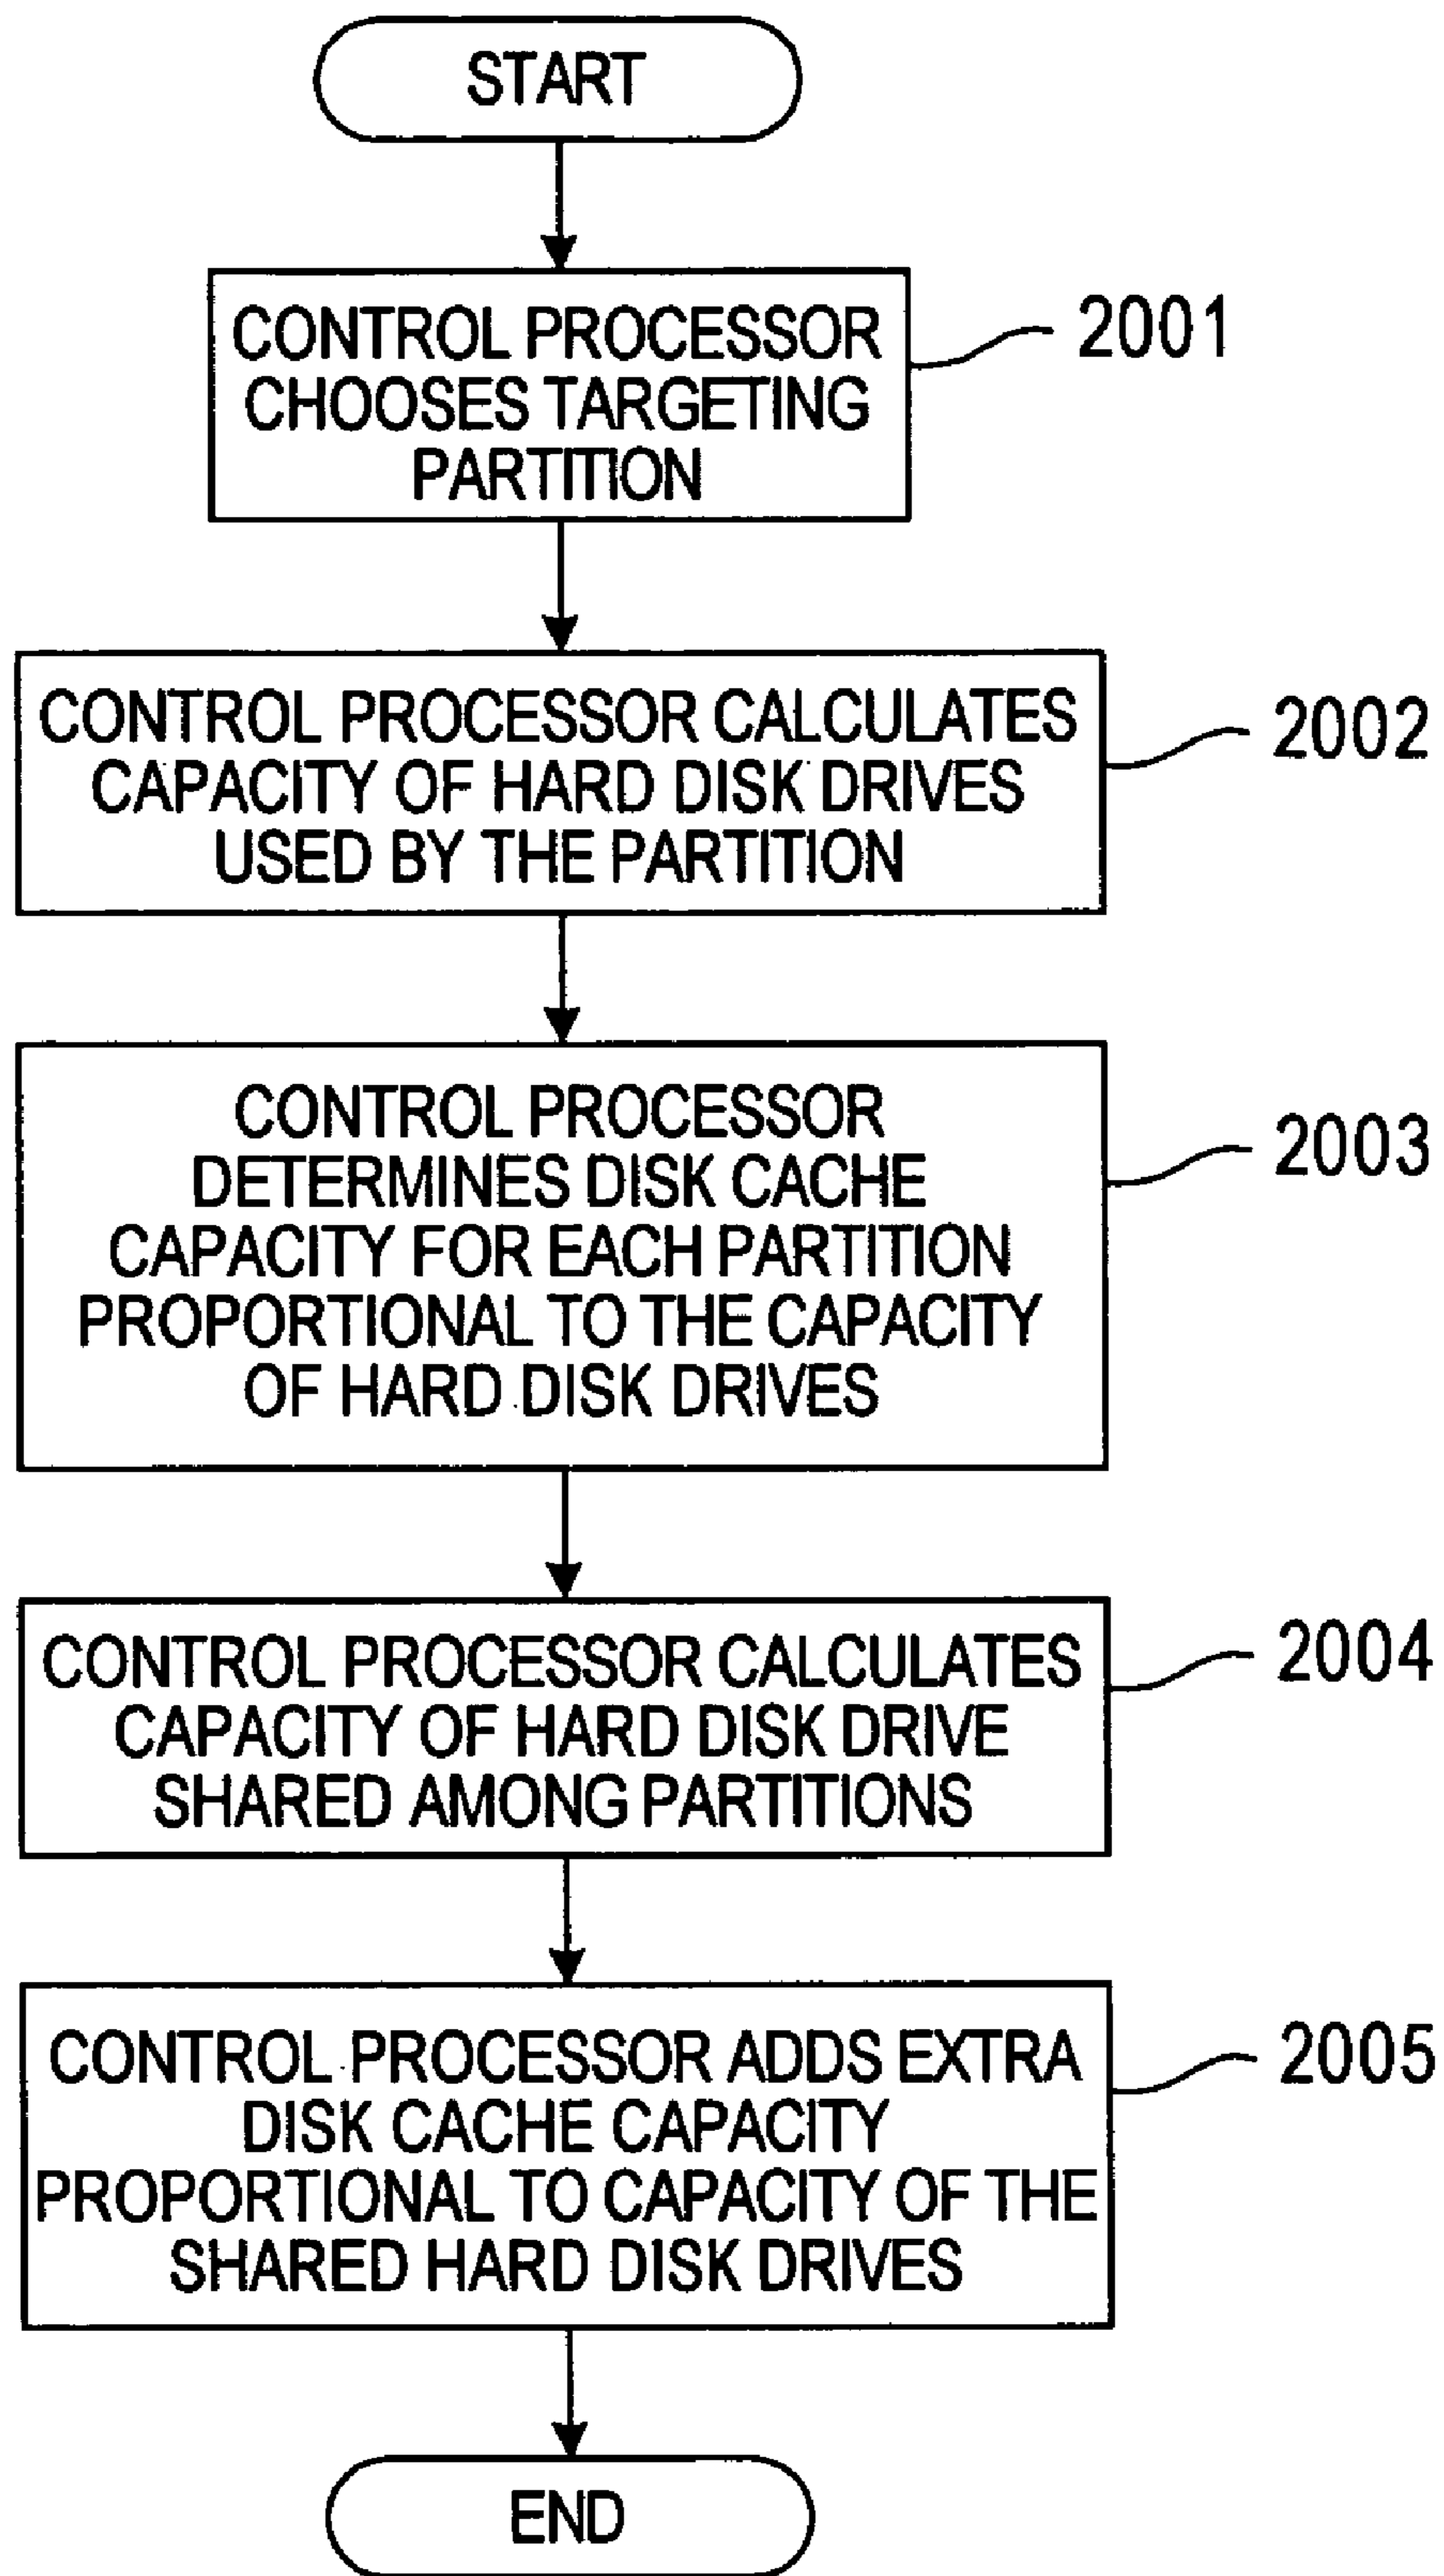 START
CONTROL PROCESSOR
CHOOSES TARGETING
PARTITION
2001
CONTROL PROCESSOR CALCULATES
CAPACITY OF HARD DISK DRIVES
USED BY THE PARTITION
2002
CONTROL PROCESSOR
DETERMINES DISK CACHE
CAPACITY FOR EACH PARTITION
PROPORTIONAL TO THE CAPACITY
OF HARD DISK DRIVES
2003
CONTROL PROCESSOR CALCULATES
CAPACITY OF HARD DISK DRIVE
SHARED AMONG PARTITIONS
2004
CONTROL PROCESSOR ADDS EXTRA
DISK CACHE CAPACITY
PROPORTIONAL TO CAPACITY OF THE
SHARED HARD DISK DRIVES
2005
END